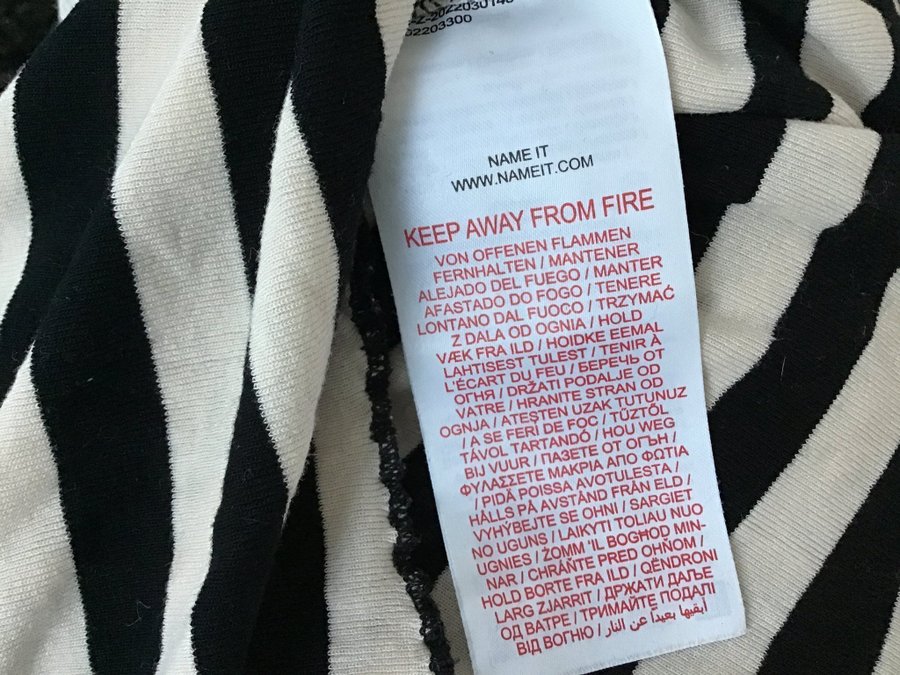 02203300
NAME IT
WWW.NAMEIT.COM
KEEP AWAY FROM FIRE
VON OFFENEN FLAMMEN
FERNHALTEN / MANTENER
ALEJADO DEL FUEGO / MANTER
AFASTADO DO FOGO / TENERE
LONTANO DAL FUOCO / TRZYMAĆ
Z DALA OD OGNIA / HOLD
VÆK FRA ILD / HOIDKE EEMAL
LAHTISEST TULEST / TENIR À
L'ÉCART DU FEU / БЕРЕЧЬ ОТ
ОГНЯ / DRŽATI PODALJE OD
VATRE / HRANITE STRAN OD
OGNJA / ATEŞTEN UZAK TUTUNUZ
/ A SE FERI DE FOC / TŰZTŐL
TÁVOL TARTANDÓ / HOU WEG
BIJ VUUR / ПАЗЕТЕ ОТ ОГЪН /
ΦΥΛΑΣΣΕΤΕ ΜΑΚΡΙΑ ΑΠΟ ΦΩΤΙΑ
/ PIDÄ POISSA AVOTULESTA /
HÅLLS PÅ AVSTÅND FRÅN ELD /
VYHÝBEJTE SE OHNI / SARGIET
NO UGUNS / LAIKYTI TOLIAU NUO
UGNIES / ŻOMM 'IL BOGHOD MIN-
NAR / CHRÁŇTE PRED OHŇOM /
HOLD BORTE FRA ILD / QËNDRONI
LARG ZJARRIT / ДРЖАТИ ДАЉЕ
ОД ВАТРЕ / ТРИМАЙТЕ ПОДАЛІ
ВІД ВОГНЮ / أبقيها بعيداً عن النار